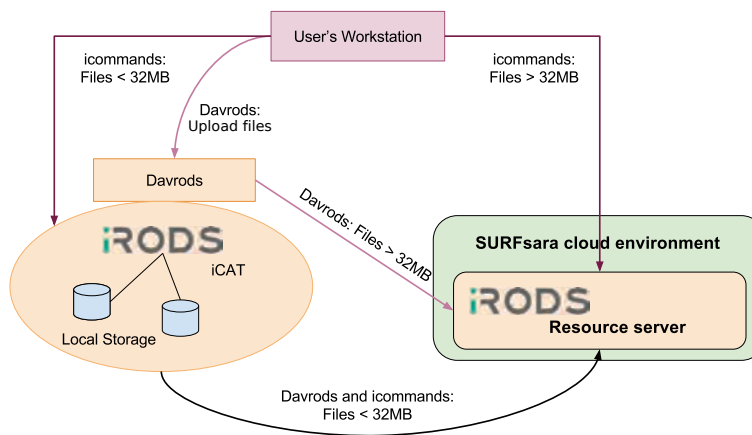 User's Workstation
icommands:
Files < 32MB
icommands:
Files > 32MB
Davrods:
Upload files
Davrods
Davrods: Files > 32MB
iRODS
iCAT
Local Storage
SURFsara cloud environment
iRODS
Resource server
Davrods and icommands:
Files < 32MB